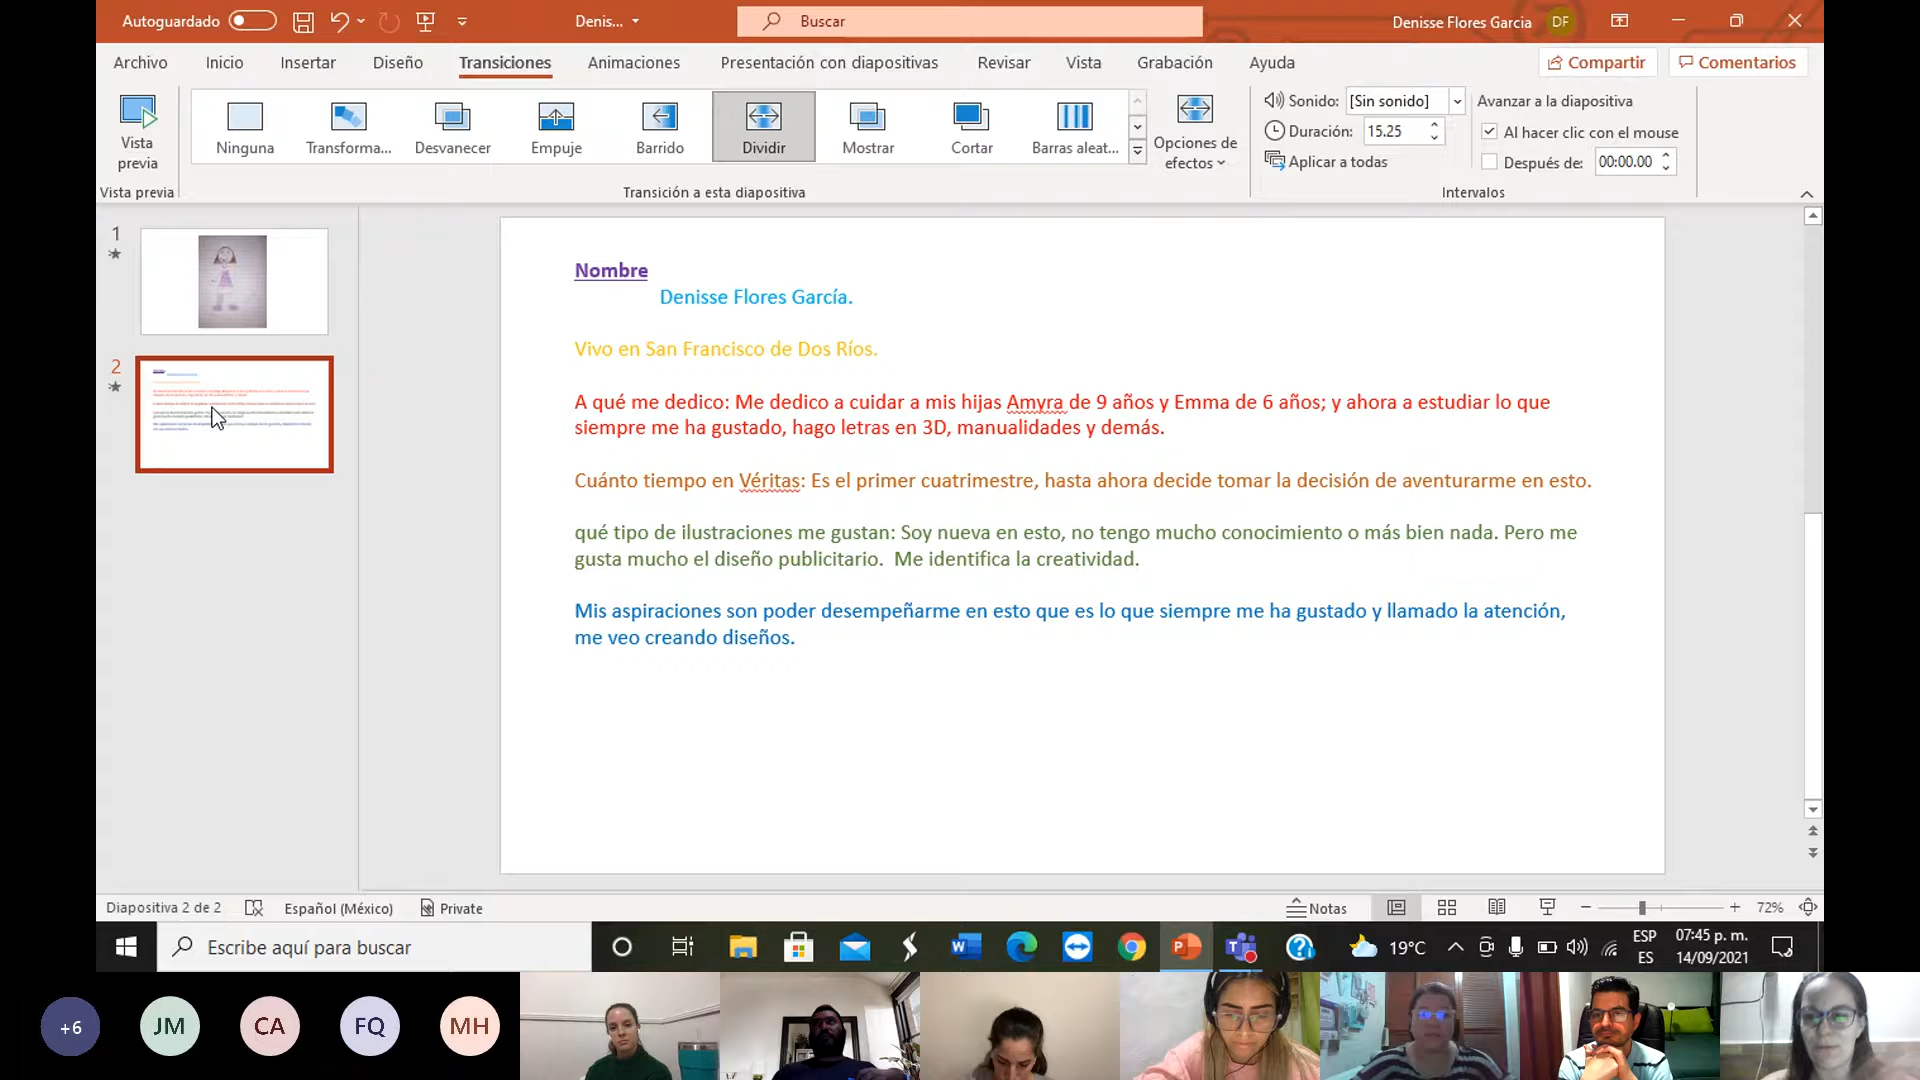 Autoguardado
Denis...
Buscar
Denisse Flores Garcia
DF
Archivo
Inicio
Insertar
Diseño
Transiciones
Animaciones
Presentación con diapositivas
Revisar
Vista
Grabación
Ayuda
Compartir
Comentarios
Vista previa
Ninguna
Transforma...
Desvanecer
Empuje
Barrido
Dividir
Mostrar
Cortar
Barras aleat...
Opciones de efectos
Sonido: [Sin sonido]
Duración: 15.25
Aplicar a todas
Avanzar a la diapositiva
Al hacer clic con el mouse
Después de: 00:00.00
Vista previa
Transición a esta diapositiva
Intervalos
1
2
Nombre
Denisse Flores García.
Vivo en San Francisco de Dos Ríos.
A qué me dedico: Me dedico a cuidar a mis hijas Amyra de 9 años y Emma de 6 años; y ahora a estudiar lo que
siempre me ha gustado, hago letras en 3D, manualidades y demás.
Cuánto tiempo en Véritas: Es el primer cuatrimestre, hasta ahora decide tomar la decisión de aventurarme en esto.
qué tipo de ilustraciones me gustan: Soy nueva en esto, no tengo mucho conocimiento o más bien nada. Pero me
gusta mucho el diseño publicitario.  Me identifica la creatividad.
Mis aspiraciones son poder desempeñarme en esto que es lo que siempre me ha gustado y llamado la atención,
me veo creando diseños.
Diapositiva 2 de 2
Español (México)
Private
Notas
72%
Escribe aquí para buscar
19°C
ESP
ES
07:45 p. m.
14/09/2021
+6
JM
CA
FQ
MH